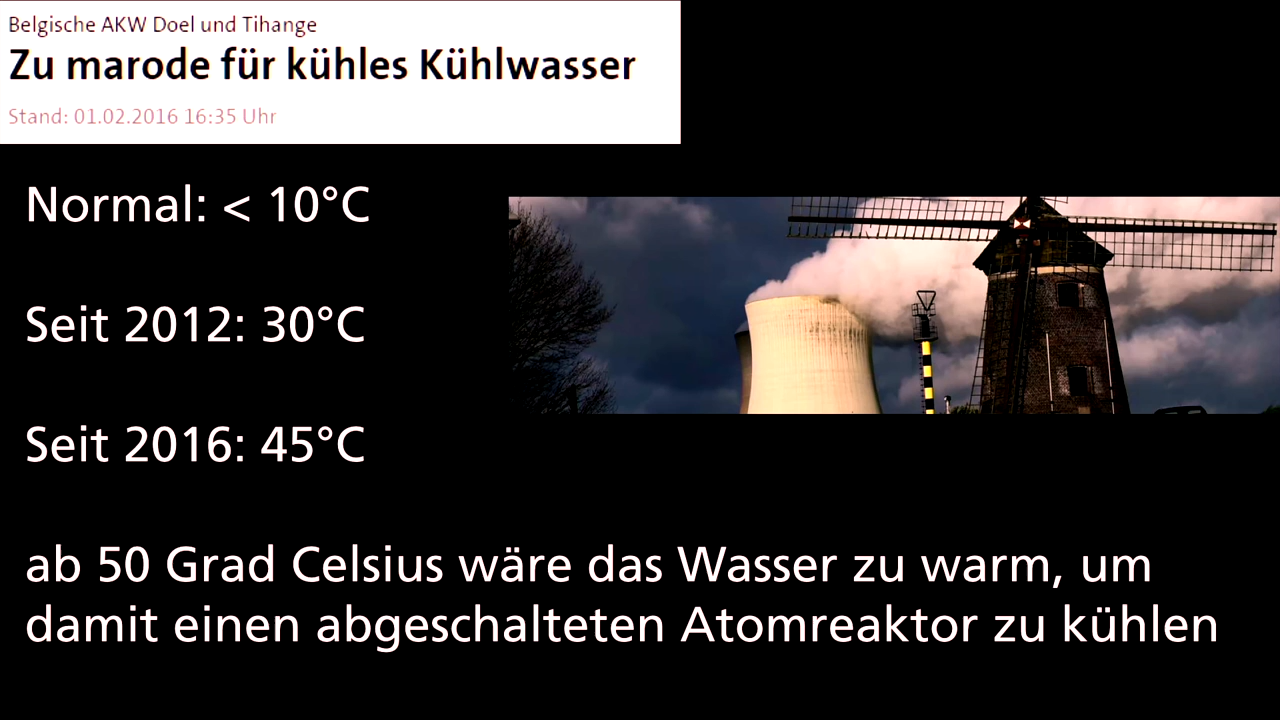 Belgische AKW Doel und Tihange
Zu marode für kühles Kühlwasser
Stand: 01.02.2016 16:35 Uhr
Normal: < 10°C
Seit 2012: 30°C
Seit 2016: 45°C
ab 50 Grad Celsius wäre das Wasser zu warm, um
damit einen abgeschalteten Atomreaktor zu kühlen